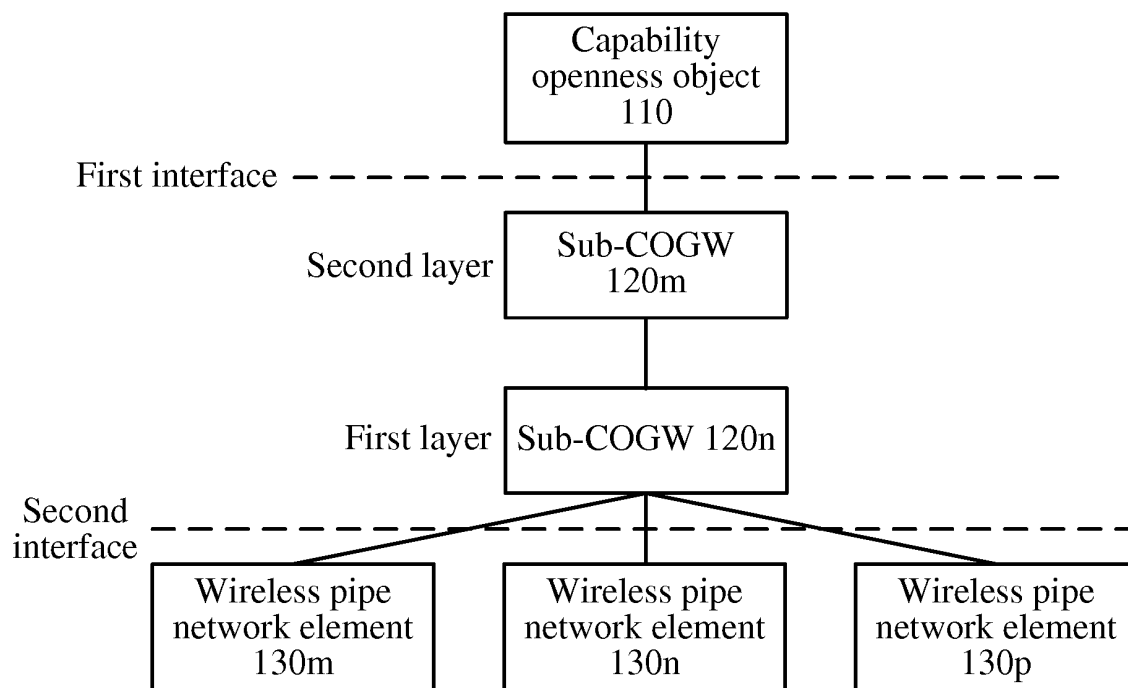 Capability
openness object
110
First interface
Second layer
Sub-COGW
120m
First layer
Sub-COGW 120n
Second
interface
Wireless pipe
network element
130m
Wireless pipe
network element
130n
Wireless pipe
network element
130p